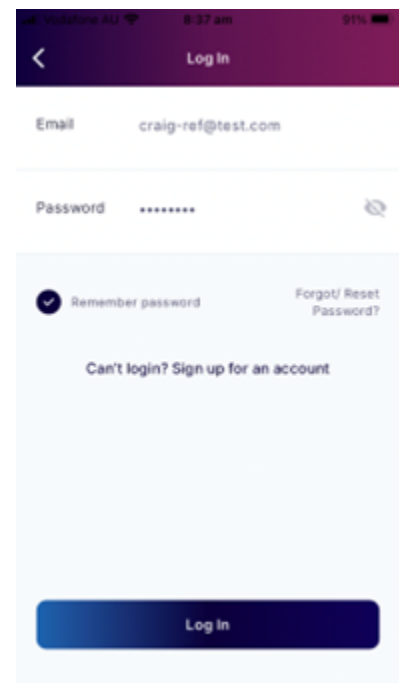 Vodafone AU 8:37 am 91%
Log In
Email craig-ref@test.com
Password ••••••••
Remember password
Forgot/ Reset
Password?
Can't login? Sign up for an account
Log In